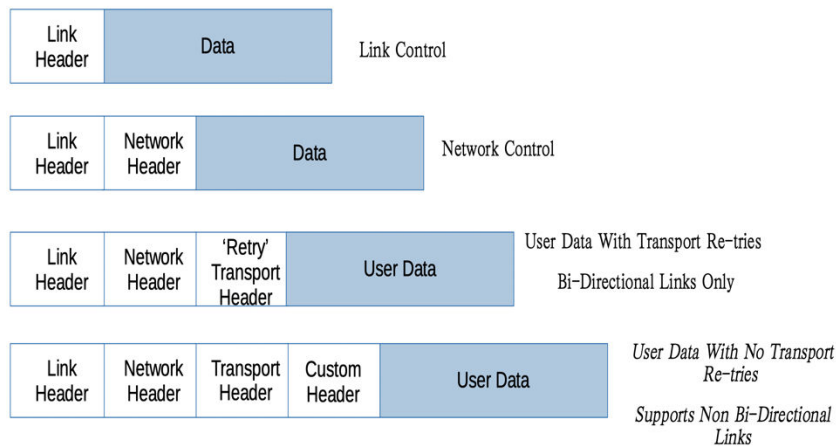 Link
Header
Data
Link Control
Link
Header
Network
Header
Data
Network Control
Link
Header
Network
Header
‘Retry’
Transport
Header
User Data
User Data With Transport Re-tries
Bi-Directional Links Only
Link
Header
Network
Header
Transport
Header
Custom
Header
User Data
User Data With No Transport
Re-tries
Supports Non Bi-Directional
Links